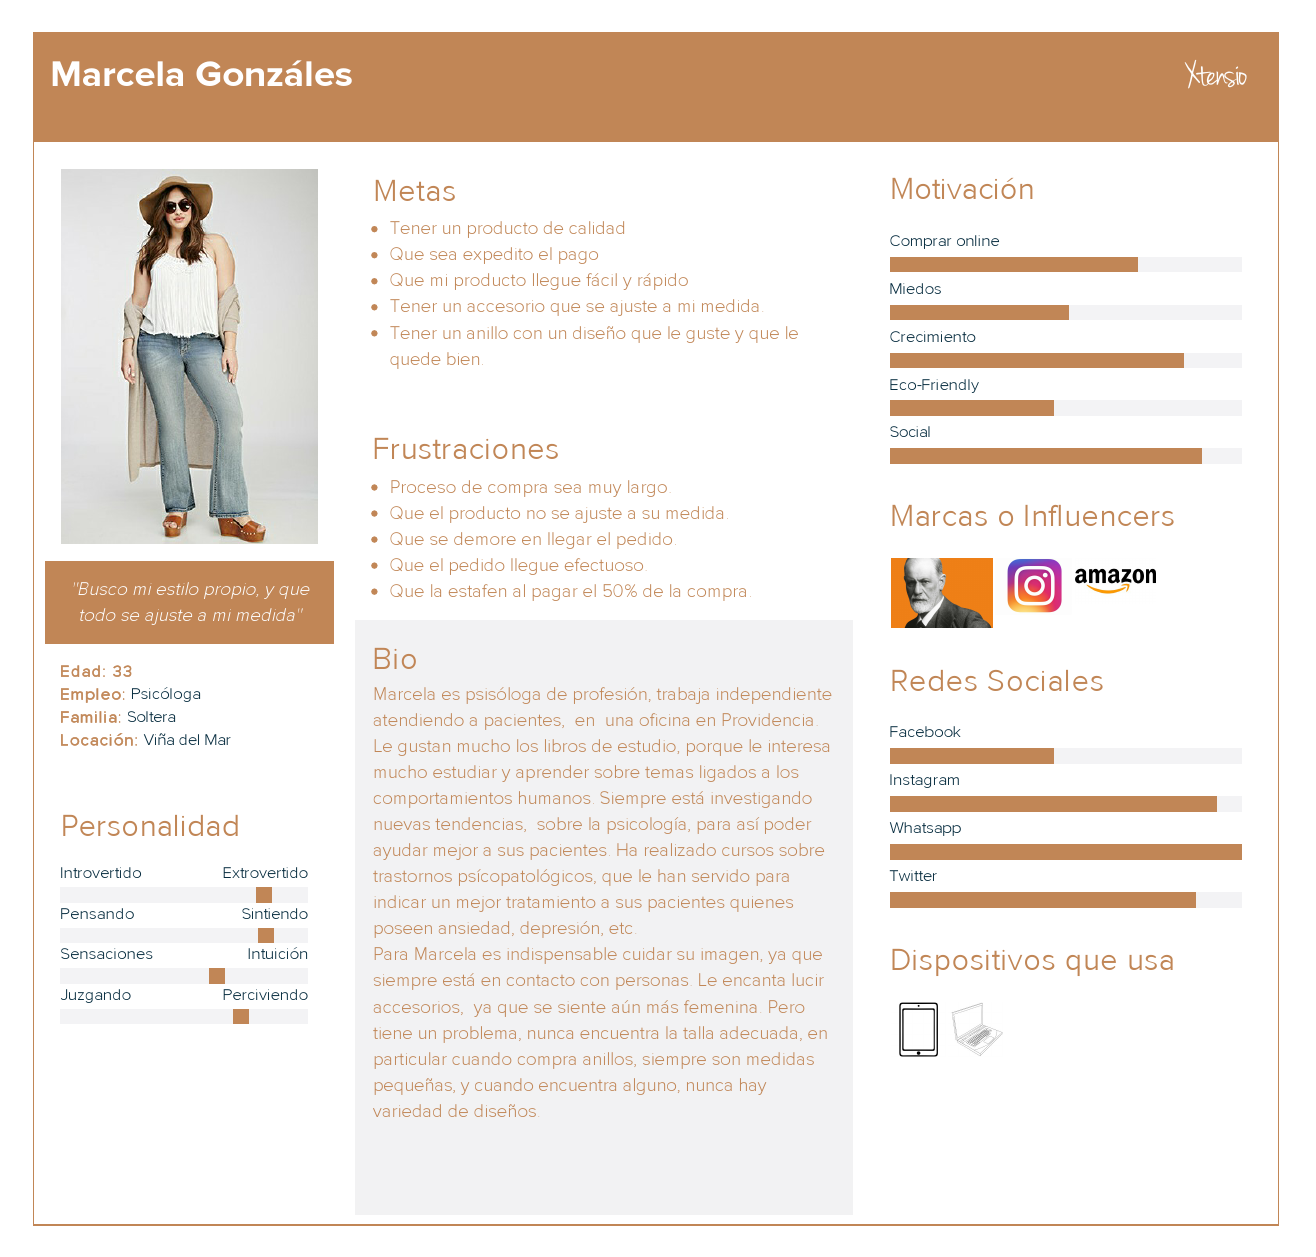 Marcela Gonzáles
Xtensio
"Busco mi estilo propio, y que
todo se ajuste a mi medida"
Edad: 33
Empleo: Psicóloga
Familia: Soltera
Locación: Viña del Mar
Personalidad
Introvertido Extrovertido
Pensando Sintiendo
Sensaciones Intuición
Juzgando Perciviendo
Metas
Tener un producto de calidad
Que sea expedito el pago
Que mi producto llegue fácil y rápido
Tener un accesorio que se ajuste a mi medida.
Tener un anillo con un diseño que le guste y que le
quede bien.
Frustraciones
Proceso de compra sea muy largo.
Que el producto no se ajuste a su medida.
Que se demore en llegar el pedido.
Que el pedido llegue efectuoso
Que la estafen al pagar el 50% de la compra.
Bio
Marcela es psisóloga de profesión, trabaja independiente
atendiendo a pacientes,  en  una oficina en Providencia.
Le gustan mucho los libros de estudio, porque le interesa
mucho estudiar y aprender sobre temas ligados a los
comportamientos humanos. Siempre está investigando
nuevas tendencias,  sobre la psicología, para así poder
ayudar mejor a sus pacientes. Ha realizado cursos sobre
trastornos psícopatológicos, que le han servido para
indicar un mejor tratamiento a sus pacientes quienes
poseen ansiedad, depresión, etc.
Para Marcela es indispensable cuidar su imagen, ya que
siempre está en contacto con personas. Le encanta lucir
accesorios,  ya que se siente aún más femenina. Pero
tiene un problema, nunca encuentra la talla adecuada, en
particular cuando compra anillos, siempre son medidas
pequeñas, y cuando encuentra alguno, nunca hay
variedad de diseños.
Motivación
Comprar online
Miedos
Crecimiento
Eco-Friendly
Social
Marcas o Influencers
amazon
Redes Sociales
Facebook
Instagram
Whatsapp
Twitter
Dispositivos que usa